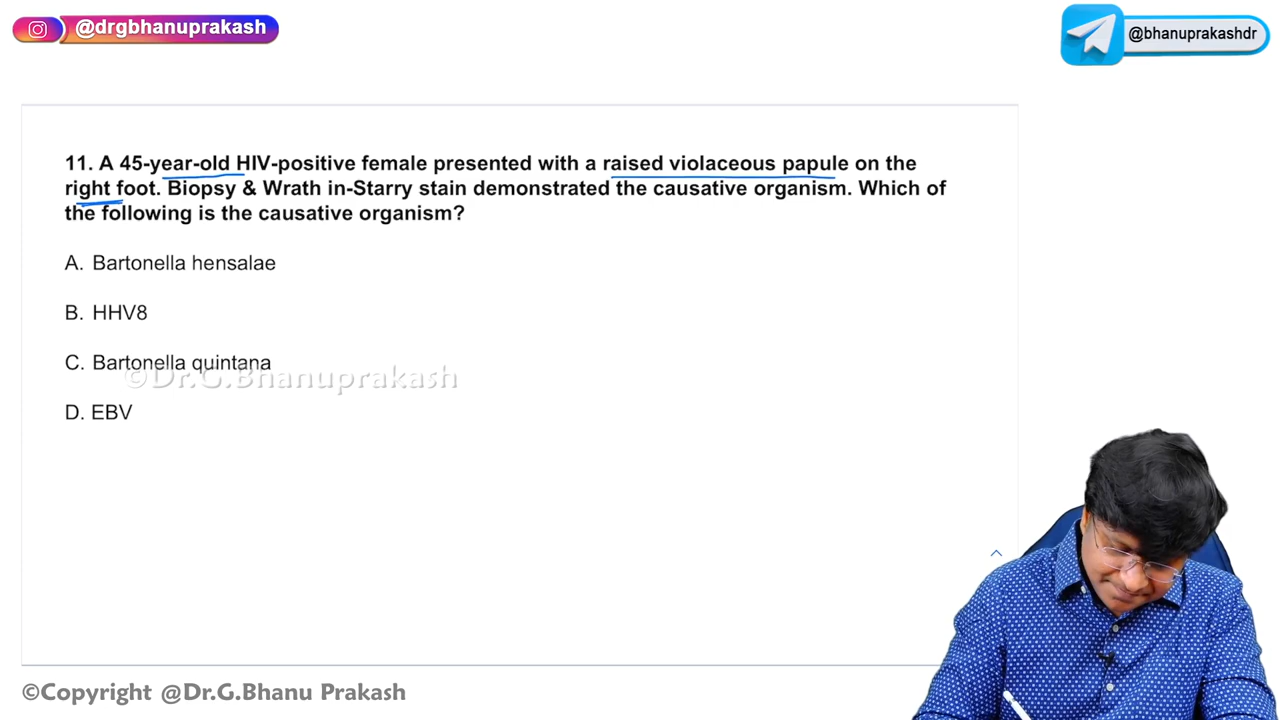 @drgbhanuprakash
@bhanuprakashdr
11. A 45-year-old HIV-positive female presented with a raised violaceous papule on the
right foot. Biopsy & Wrath in-Starry stain demonstrated the causative organism. Which of
the following is the causative organism?
A. Bartonella hensalae
B. HHV8
C. Bartonella quintana
©Dr.G.Bhanuprakash
D. EBV
©Copyright @Dr.G.Bhanu Prakash